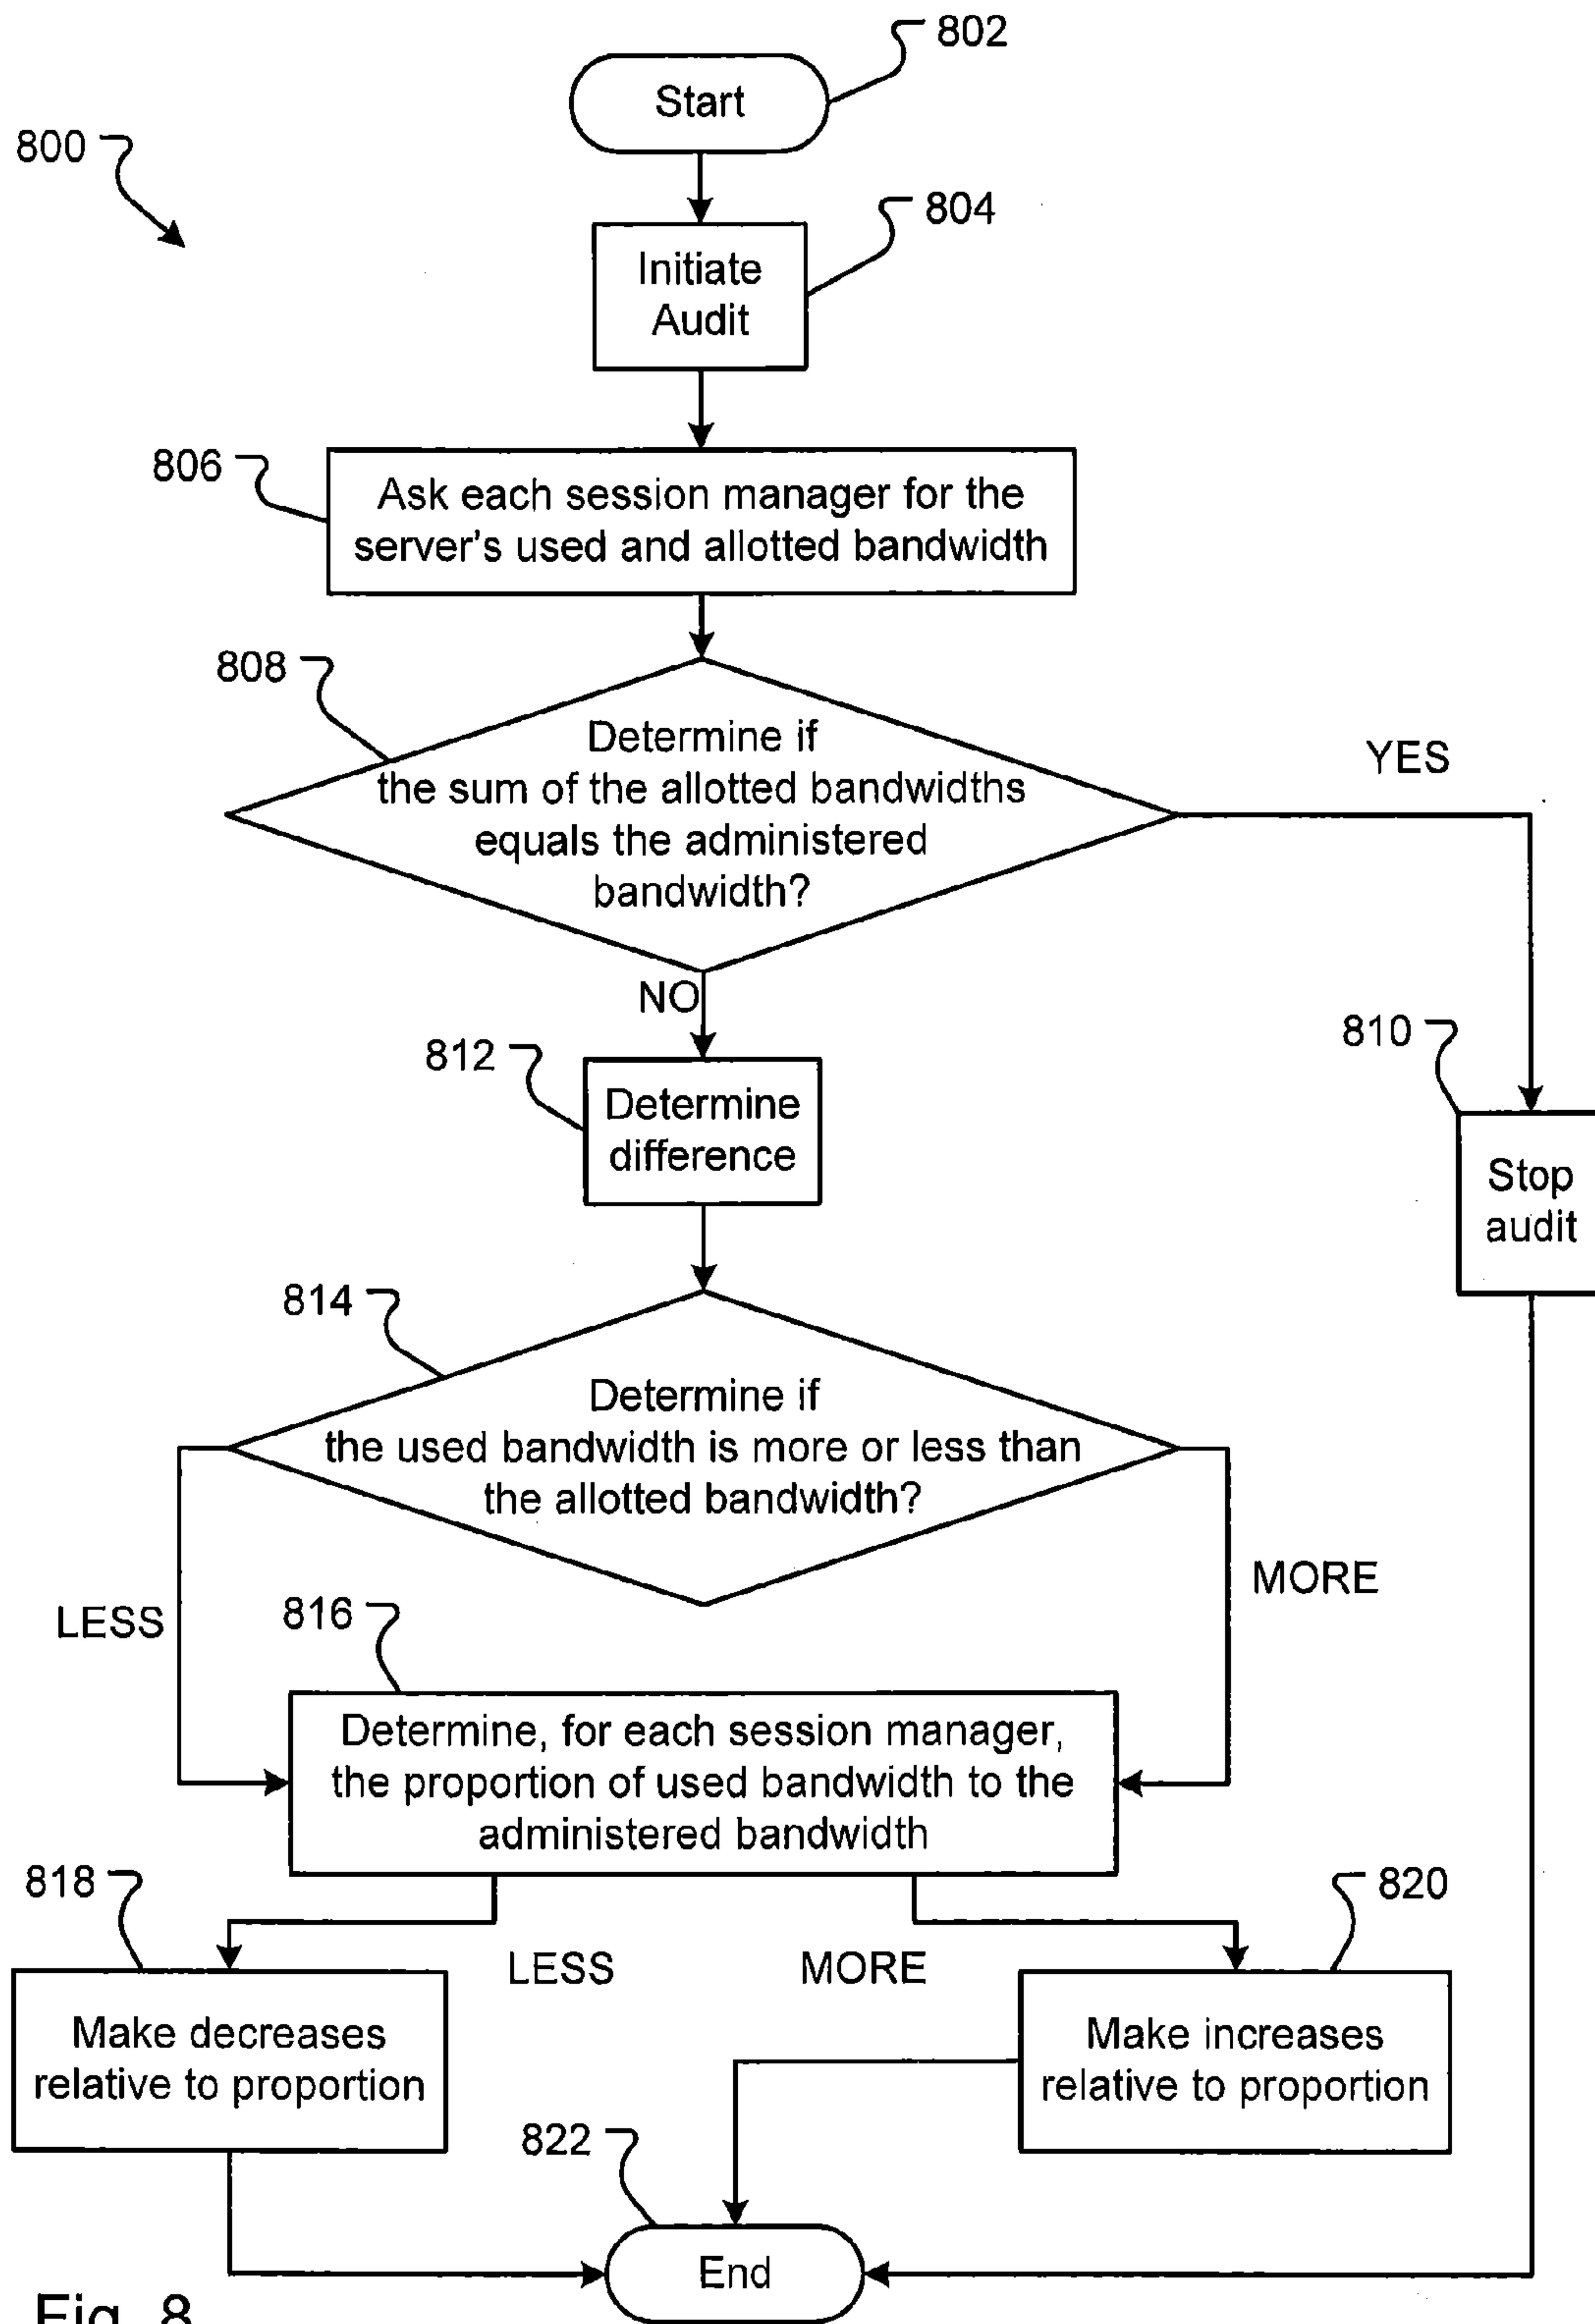 802
Start
800
804
Initiate
Audit
806
Ask each session manager for the
server's used and allotted bandwidth
808
Determine if
the sum of the allotted bandwidths
equals the administered
bandwidth?
YES
NO
810
812
Determine
difference
Stop
audit
814
Determine if
the used bandwidth is more or less than
the allotted bandwidth?
MORE
LESS
816
Determine, for each session manager,
the proportion of used bandwidth to the
administered bandwidth
818
820
LESS
MORE
Make decreases
relative to proportion
Make increases
relative to proportion
822
End
Fig. 8